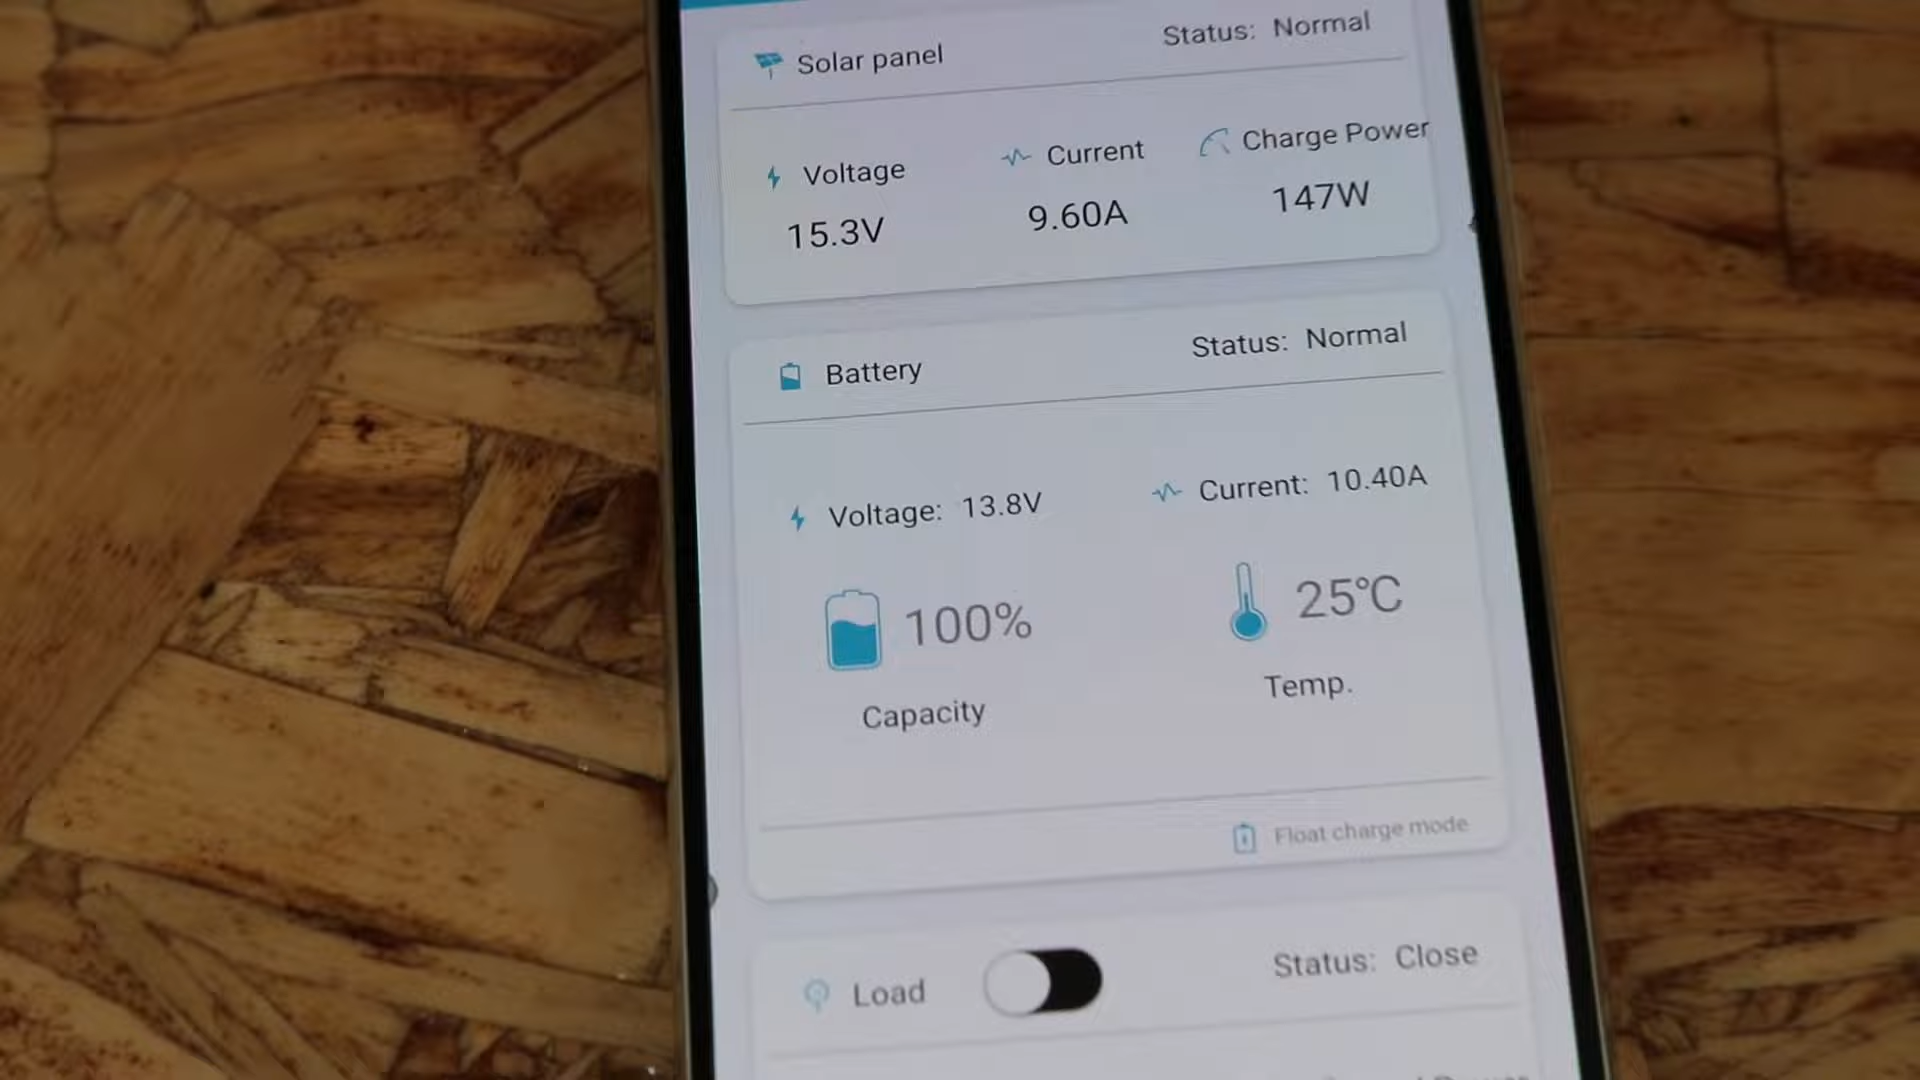 Solar panel Status: Normal
Voltage Current Charge Power
15.3V 9.60A 147W
Battery Status: Normal
Voltage: 13.8V Current: 10.40A
100% 25°C
Capacity Temp.
Float charge mode
Load Status: Close